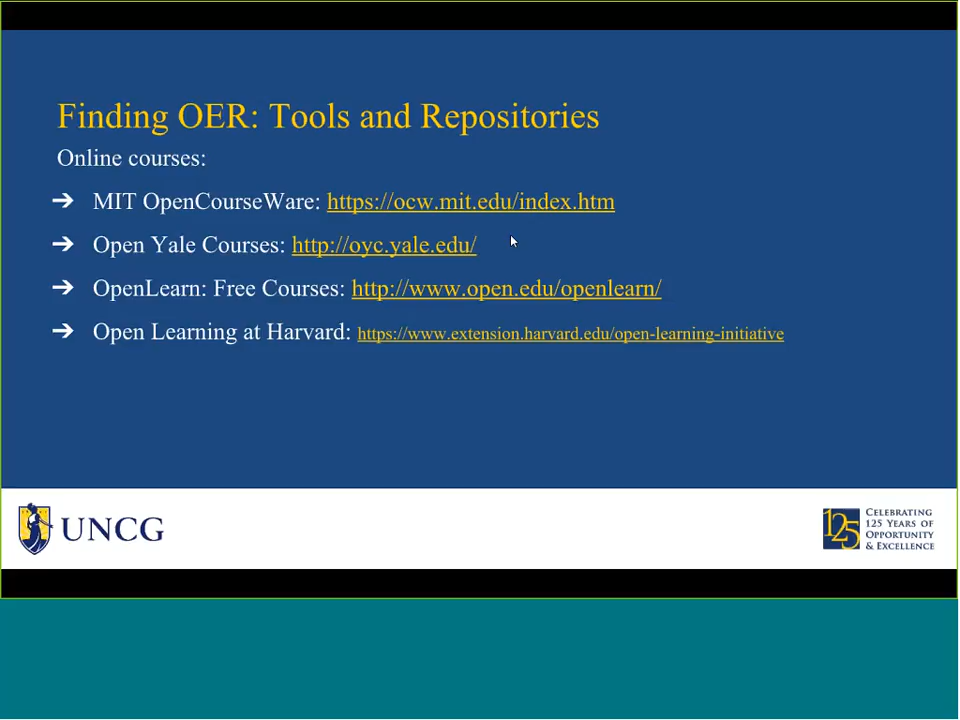 Finding OER: Tools and Repositories
Online courses:
➔ MIT OpenCourseWare: https://ocw.mit.edu/index.htm
➔ Open Yale Courses: http://oyc.yale.edu/
➔ OpenLearn: Free Courses: http://www.open.edu/openlearn/
➔ Open Learning at Harvard: https://www.extension.harvard.edu/open-learning-initiative
UNCG
125
CELEBRATING
125 YEARS OF
OPPORTUNITY
& EXCELLENCE